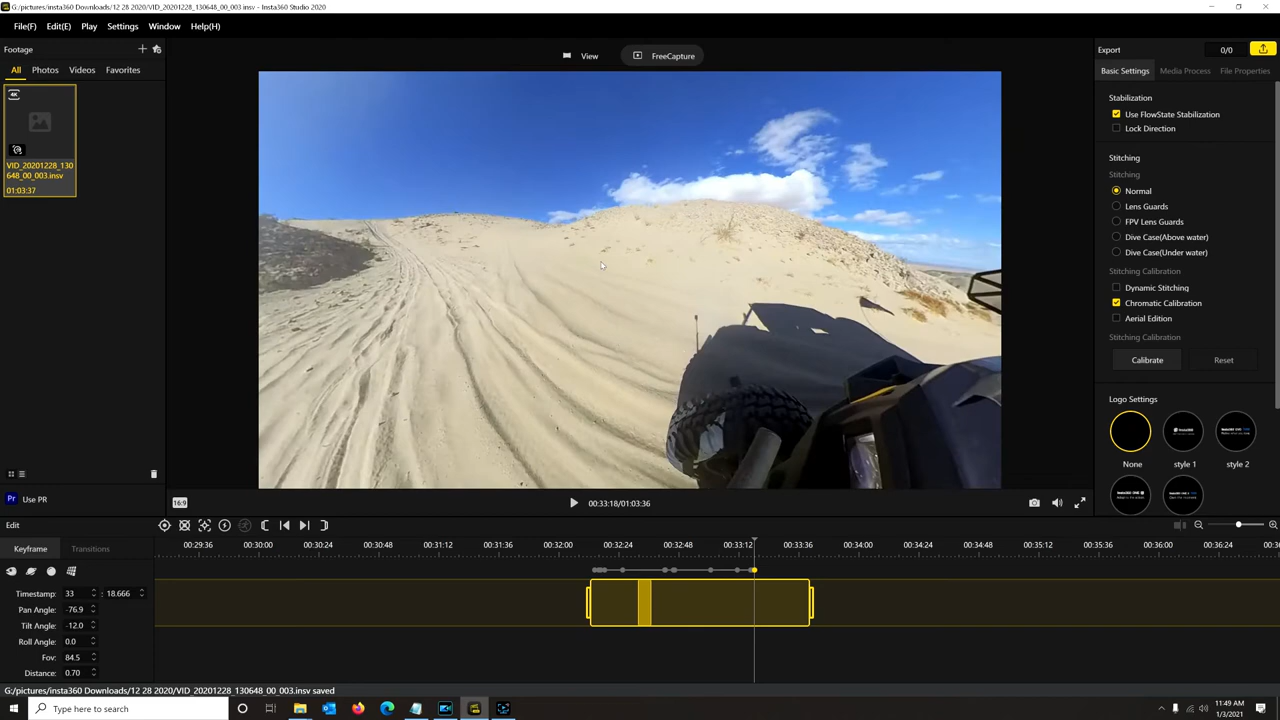 G:/pictures/insta360 Downloads/12 28 2020/VID_20201228_130648_00_003.insv - Insta360 Studio 2020
File(F) Edit(E) Play Settings Window Help(H)
Footage
All Photos Videos Favorites
4K
VID_20201228_130
648_00_003.insv
01:03:37
Pr Use PR
View FreeCapture
16:9
00:33:18/01:03:36
Export 0/0
Basic Settings Media Process File Properties
Stabilization
Use FlowState Stabilization
Lock Direction
Stitching
Stitching
Normal
Lens Guards
FPV Lens Guards
Dive Case(Above water)
Dive Case(Under water)
Stitching Calibration
Dynamic Stitching
Chromatic Calibration
Aerial Edition
Stitching Calibration
Calibrate Reset
Logo Settings
None style 1 style 2
Edit
Keyframe Transitions
00:29:36 00:30:00 00:30:24 00:30:48 00:31:12 00:31:36 00:32:00 00:32:24 00:32:48 00:33:12 00:33:36 00:34:00 00:34:24 00:34:48 00:35:12 00:35:36 00:36:00 00:36:24
Timestamp: 33 : 18.666
Pan Angle: -76.9
Tilt Angle: -12.0
Roll Angle: 0.0
Fov: 84.5
Distance: 0.70
G:/pictures/insta360 Downloads/12 28 2020/VID_20201228_130648_00_003.insv saved
Type here to search
11:49 AM
1/3/2021